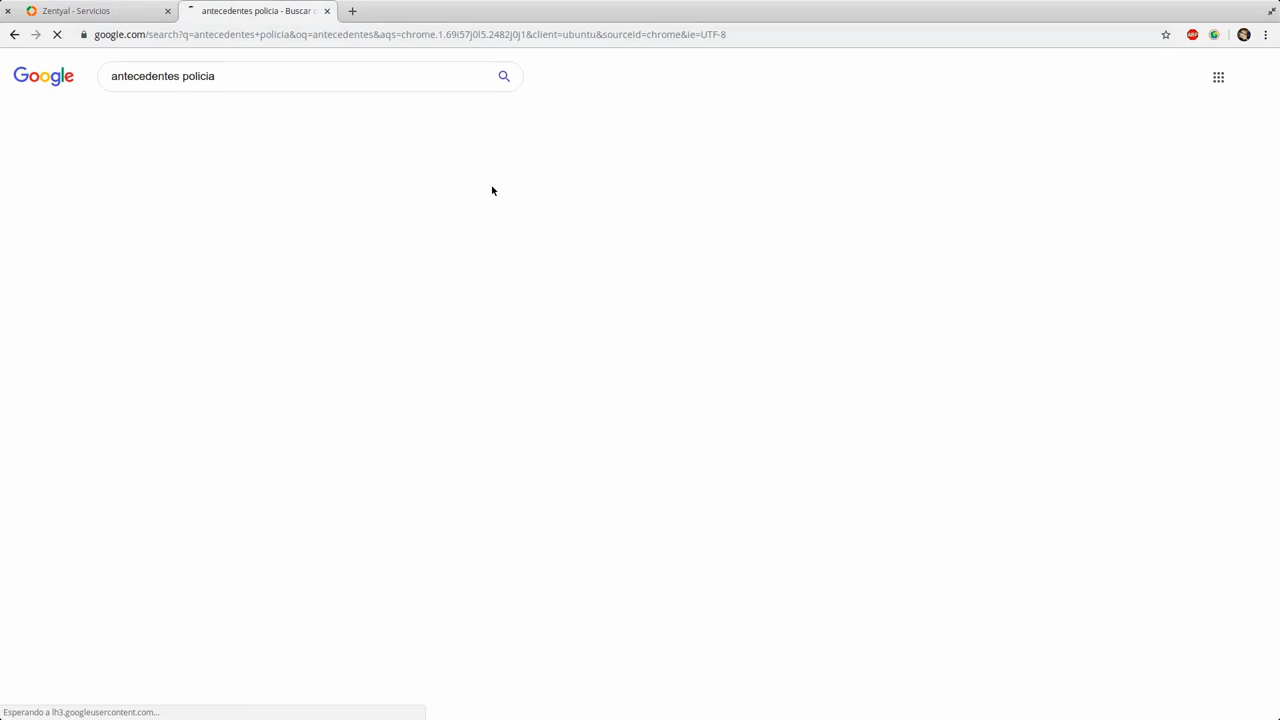 Zentyal - Servicios
antecedentes policia - Buscar c
google.com/search?q=antecedentes+policia&oq=antecedentes&aqs=chrome.1.69i57j0l5.2482j0j1&client=ubuntu&sourceid=chrome&ie=UTF-8
ABP
Google
antecedentes policia
Esperando a lh3.googleusercontent.com...